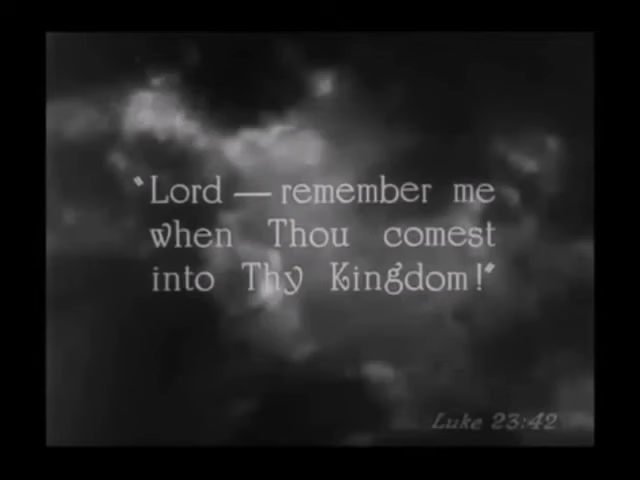 "Lord — remember me
when Thou comest
into Thy Kingdom!"
Luke 23:42